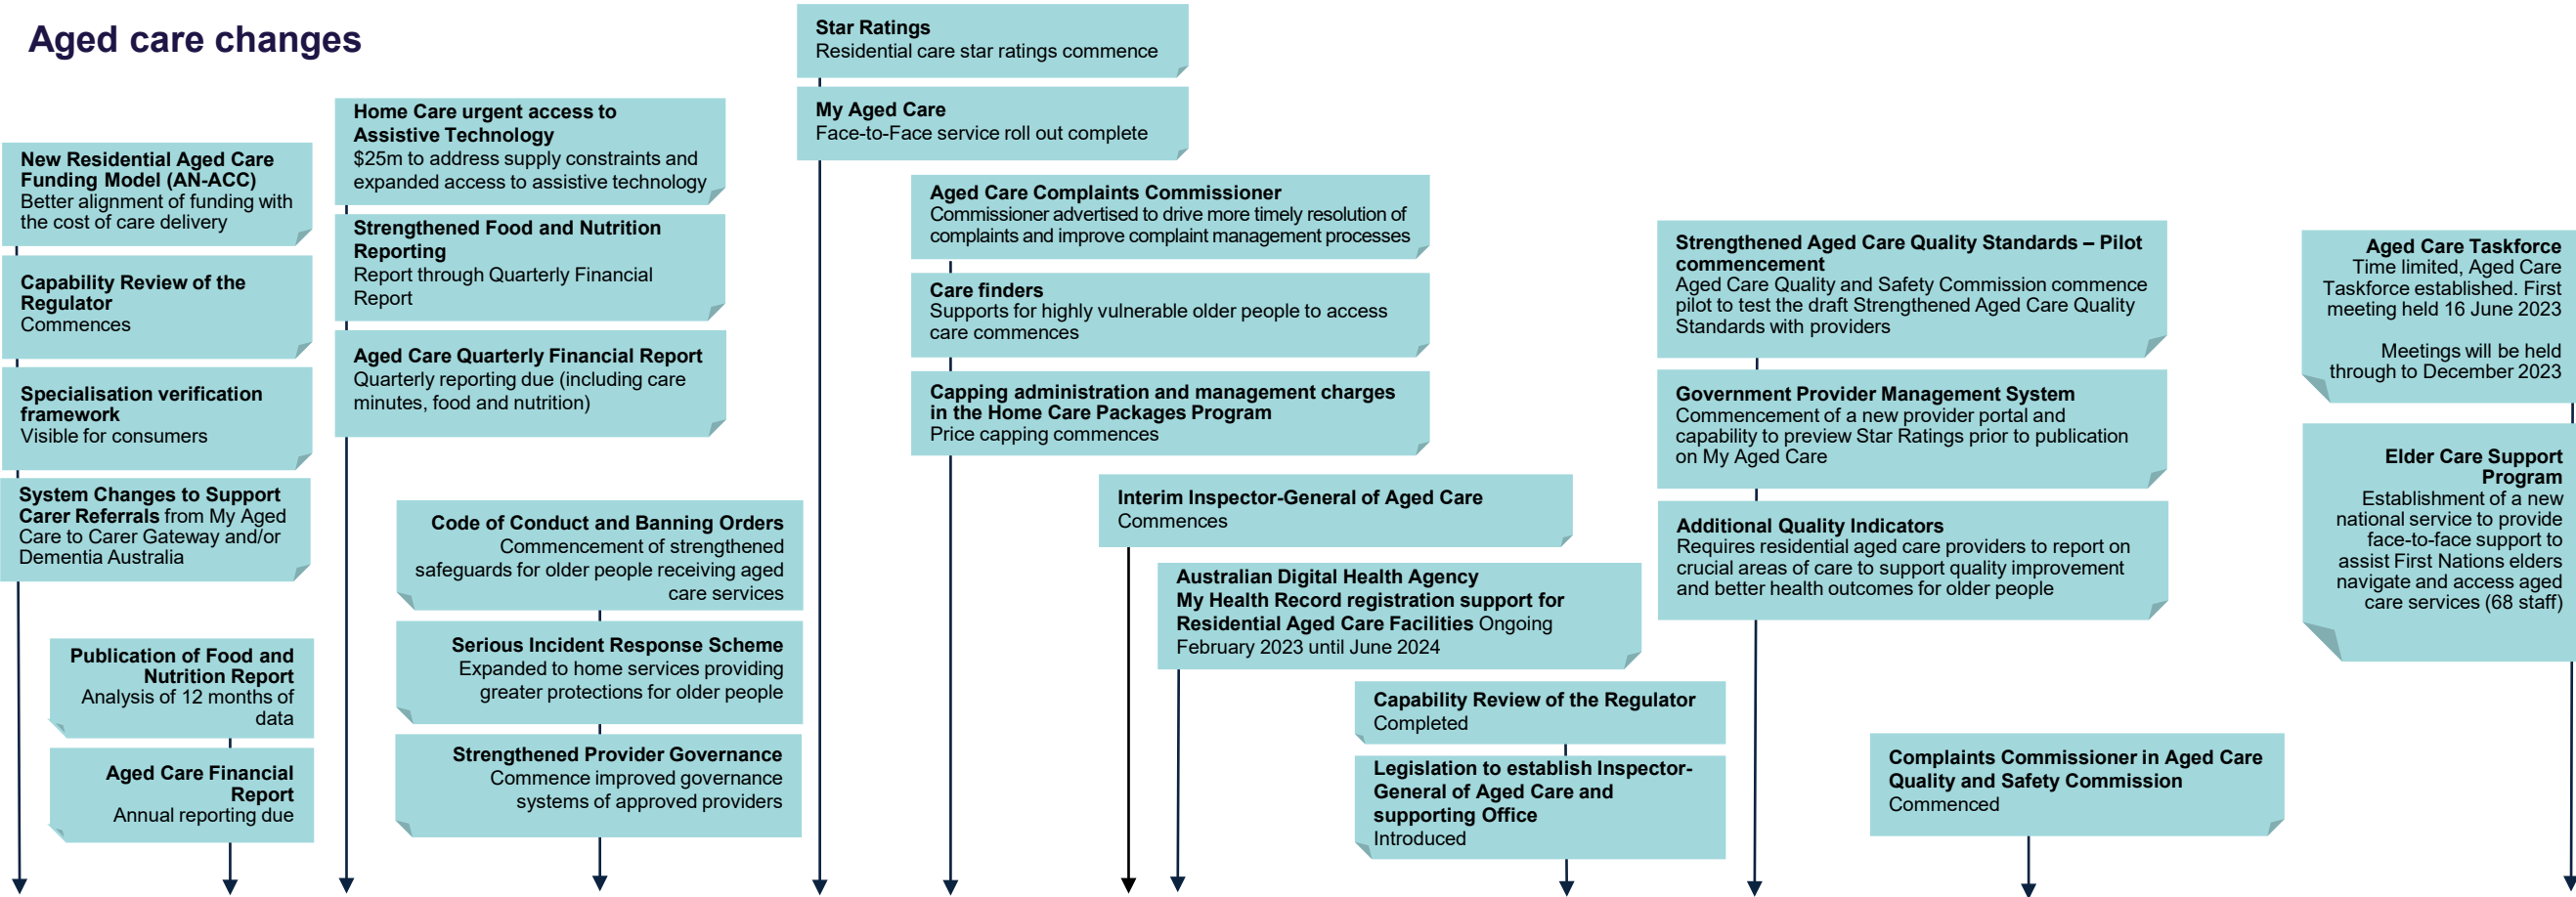 Aged care changes
Star Ratings
Residential care star ratings commence
My Aged Care
Face-to-Face service roll out complete
New Residential Aged Care
Funding Model (AN-ACC)
Better alignment of funding with
the cost of care delivery
Capability Review of the
Regulator
Commences
Specialisation verification
framework
Visible for consumers
System Changes to Support
Carer Referrals from My Aged
Care to Carer Gateway and/or
Dementia Australia
Publication of Food and
Nutrition Report
Analysis of 12 months of
data
Aged Care Financial
Report
Annual reporting due
Home Care urgent access to
Assistive Technology
$25m to address supply constraints and
expanded access to assistive technology
Strengthened Food and Nutrition
Reporting
Report through Quarterly Financial
Report
Aged Care Quarterly Financial Report
Quarterly reporting due (including care
minutes, food and nutrition)
Code of Conduct and Banning Orders
Commencement of strengthened
safeguards for older people receiving aged
care services
Serious Incident Response Scheme
Expanded to home services providing
greater protections for older people
Strengthened Provider Governance
Commence improved governance
systems of approved providers
Aged Care Complaints Commissioner
Commissioner advertised to drive more timely resolution of
complaints and improve complaint management processes
Care finders
Supports for highly vulnerable older people to access
care commences
Capping administration and management charges
in the Home Care Packages Program
Price capping commences
Interim Inspector-General of Aged Care
Commences
Australian Digital Health Agency
My Health Record registration support for
Residential Aged Care Facilities Ongoing
February 2023 until June 2024
Capability Review of the Regulator
Completed
Legislation to establish Inspector-
General of Aged Care and
supporting Office
Introduced
Strengthened Aged Care Quality Standards – Pilot
commencement
Aged Care Quality and Safety Commission commence
pilot to test the draft Strengthened Aged Care Quality
Standards with providers
Government Provider Management System
Commencement of a new provider portal and
capability to preview Star Ratings prior to publication
on My Aged Care
Additional Quality Indicators
Requires residential aged care providers to report on
crucial areas of care to support quality improvement
and better health outcomes for older people
Complaints Commissioner in Aged Care
Quality and Safety Commission
Commenced
Aged Care Taskforce
Time limited, Aged Care
Taskforce established. First
meeting held 16 June 2023
Meetings will be held
through to December 2023
Elder Care Support
Program
Establishment of a new
national service to provide
face-to-face support to
assist First Nations elders
navigate and access aged
care services (68 staff)